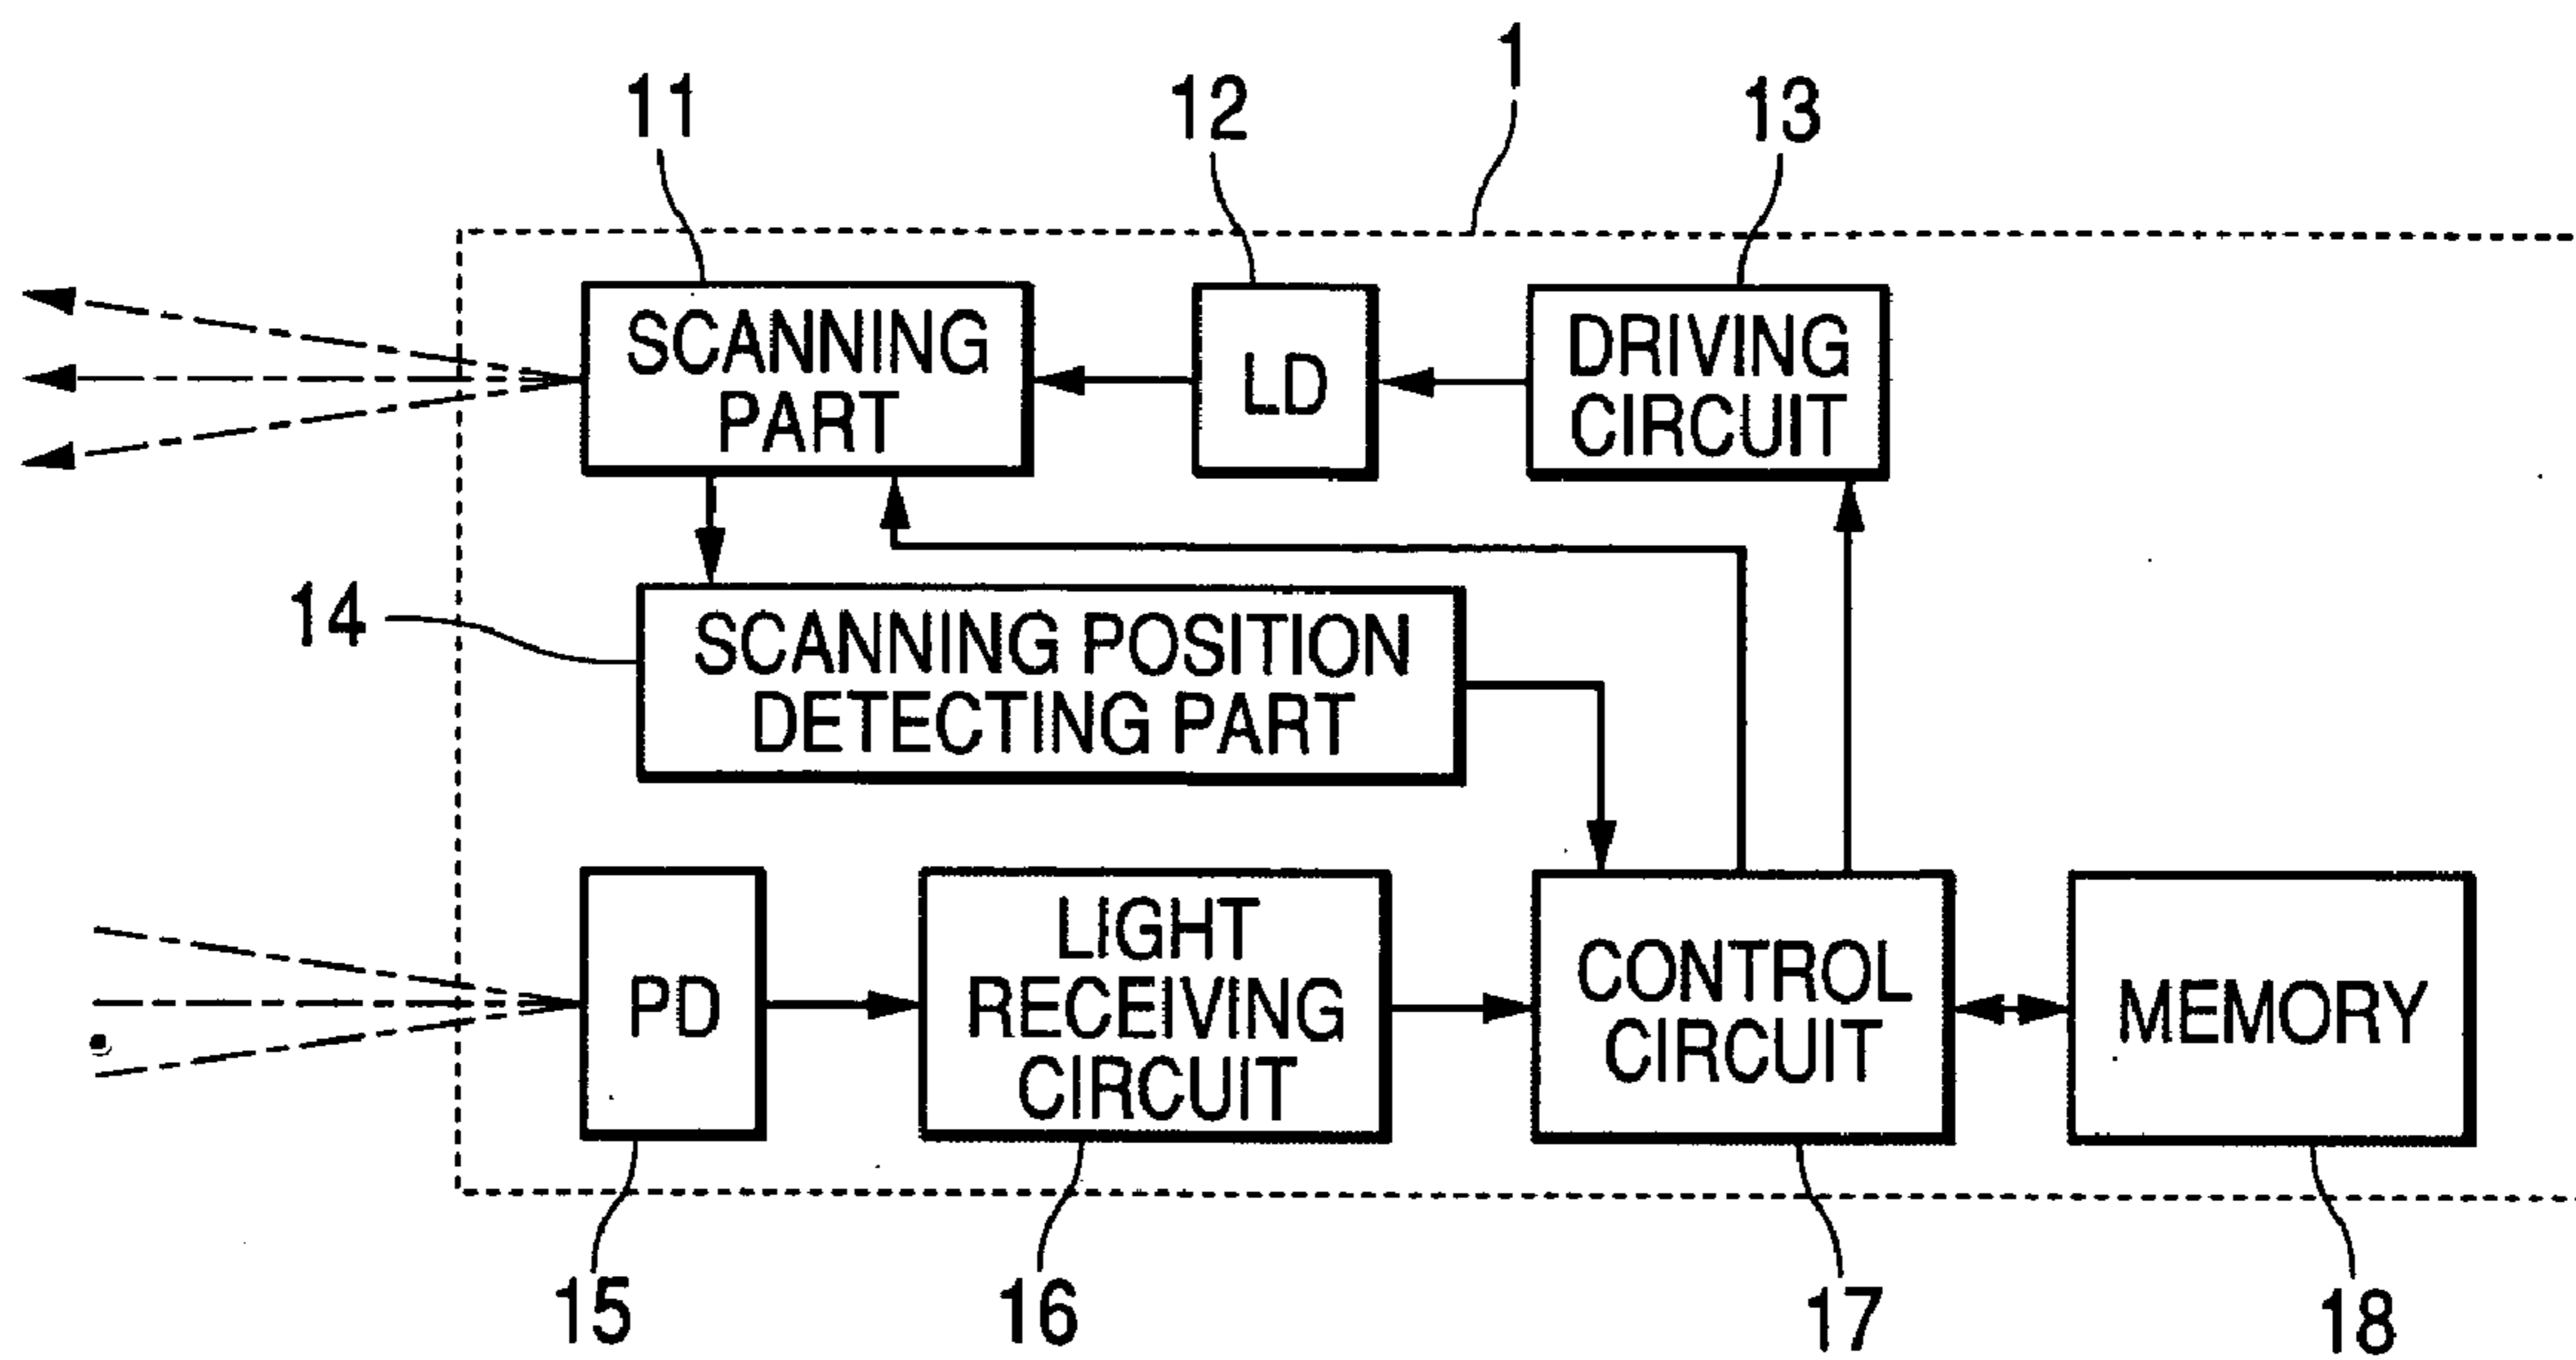 1
11
12
13
SCANNING
PART
LD
DRIVING
CIRCUIT
14
SCANNING POSITION
DETECTING PART
PD
LIGHT
RECEIVING
CIRCUIT
CONTROL
CIRCUIT
MEMORY
15
16
17
18